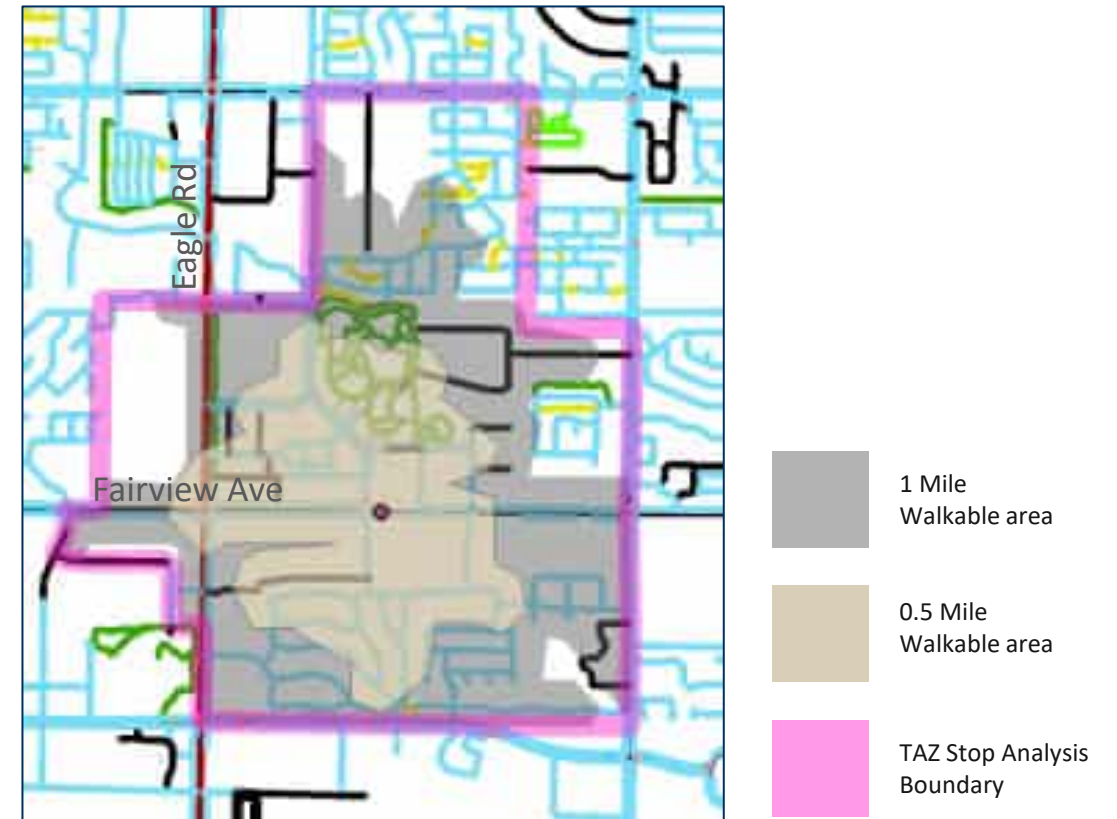 Eagle Rd
Fairview Ave
1 Mile
Walkable area
0.5 Mile
Walkable area
TAZ Stop Analysis
Boundary